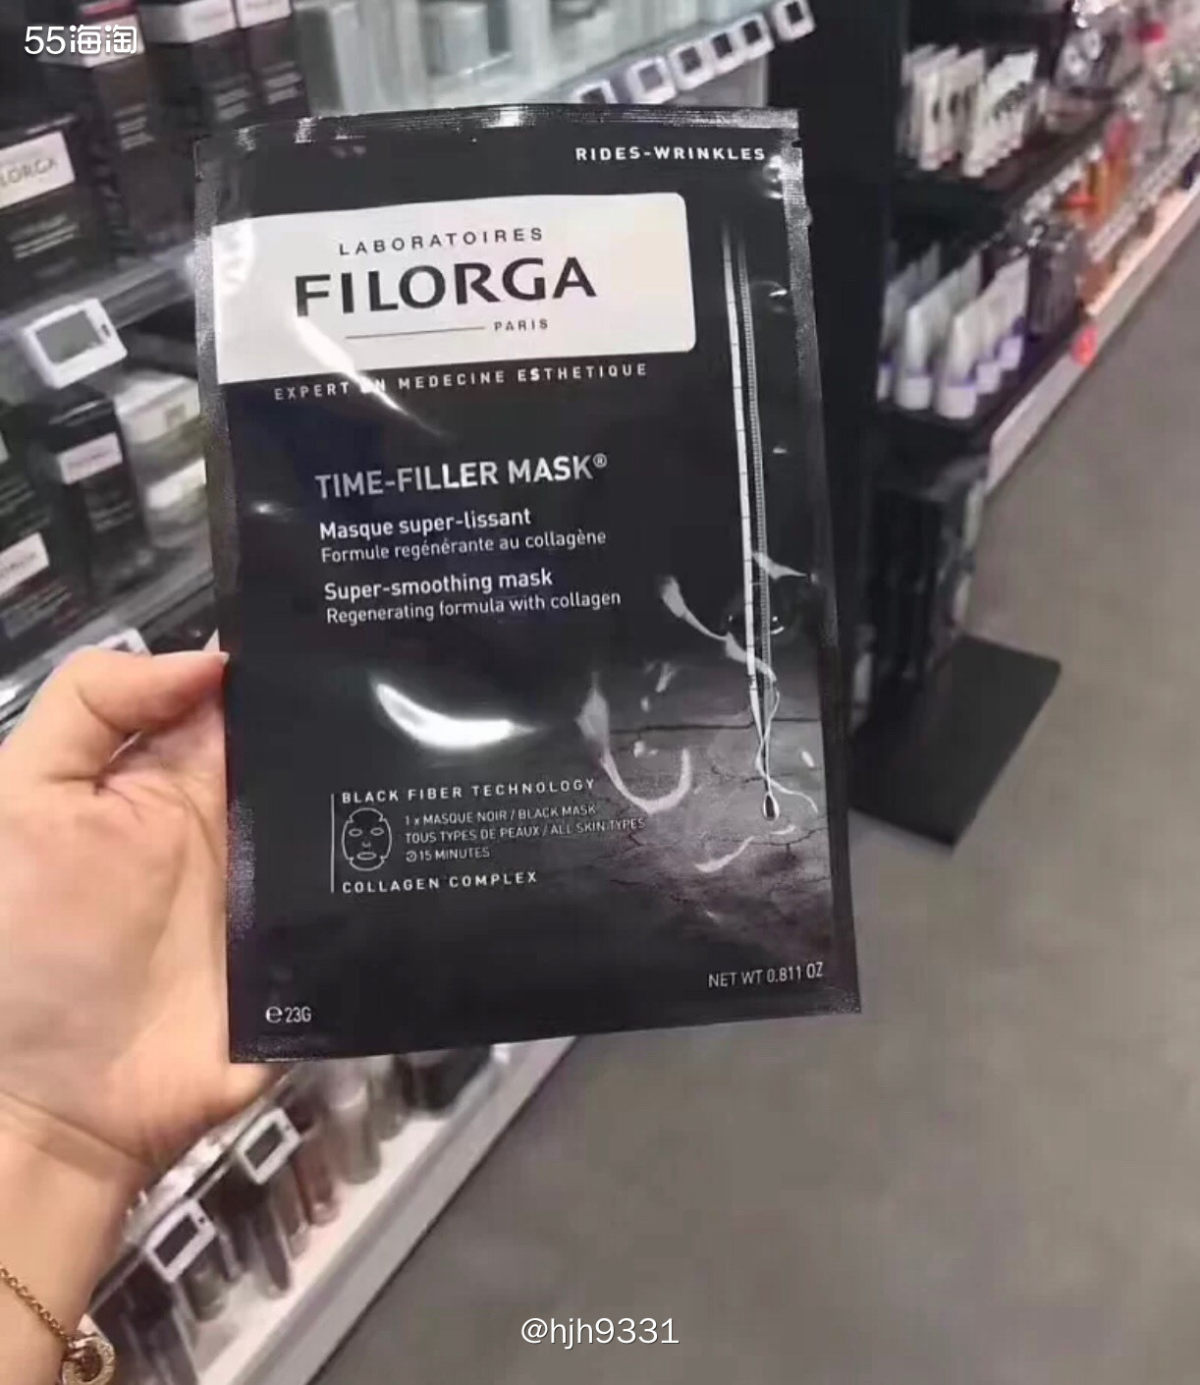 55海淘
RIDES-WRINKLES
LABORATOIRES
FILORGA
PARIS
EXPERT EN MEDECINE ESTHETIQUE
TIME-FILLER MASK®
Masque super-lissant
Formule regénérante au collagène
Super-smoothing mask
Regenerating formula with collagen
BLACK FIBER TECHNOLOGY
1 x MASQUE NOIR / BLACK MASK
TOUS TYPES DE PEAUX / ALL SKIN TYPES
15 MINUTES
COLLAGEN COMPLEX
NET WT 0.811 OZ
℮ 23G
@hjh9331